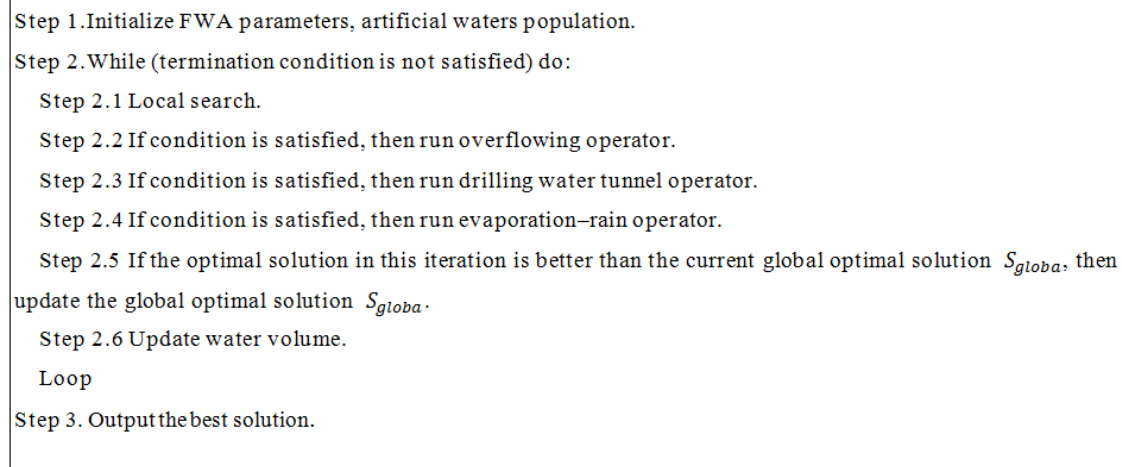 Step 1.Initialize FWA parameters, artificial waters population.
Step 2.While (termination condition is not satisfied) do:
Step 2.1 Local search.
Step 2.2 If condition is satisfied, then run overflowing operator.
Step 2.3 If condition is satisfied, then run drilling water tunnel operator.
Step 2.4 If condition is satisfied, then run evaporation–rain operator.
Step 2.5 If the optimal solution in this iteration is better than the current global optimal solution S_globa, then
update the global optimal solution S_globa.
Step 2.6 Update water volume.
Loop
Step 3. Output the best solution.